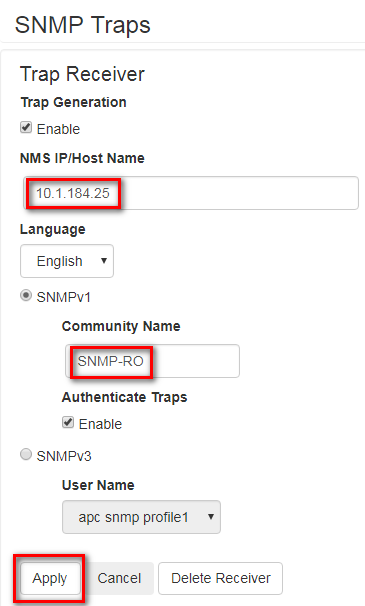 SNMP Traps
Trap Receiver
Trap Generation
Enable
NMS IP/Host Name
10.1.184.25
Language
English
SNMPv1
Community Name
SNMP-RO
Authenticate Traps
Enable
SNMPv3
User Name
apc snmp profile1
Apply Cancel Delete Receiver